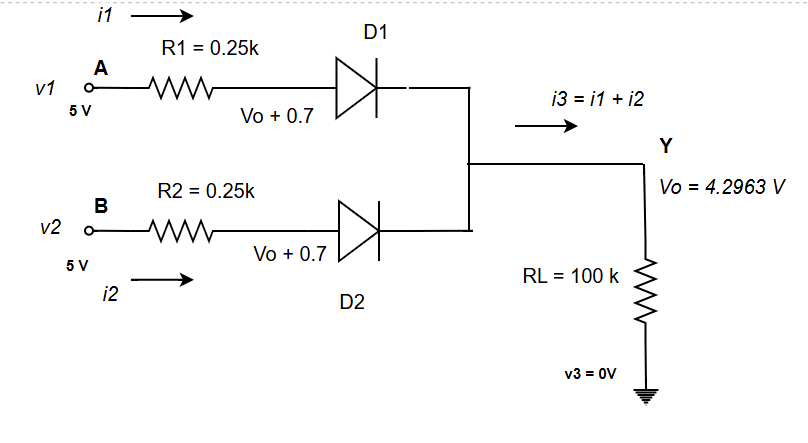 i1
D1
R1 = 0.25k
A
v1
5 V
Vo + 0.7
i3 = i1 + i2
Y
Vo = 4.2963 V
R2 = 0.25k
B
v2
5 V
Vo + 0.7
i2
D2
RL = 100 k
v3 = 0V